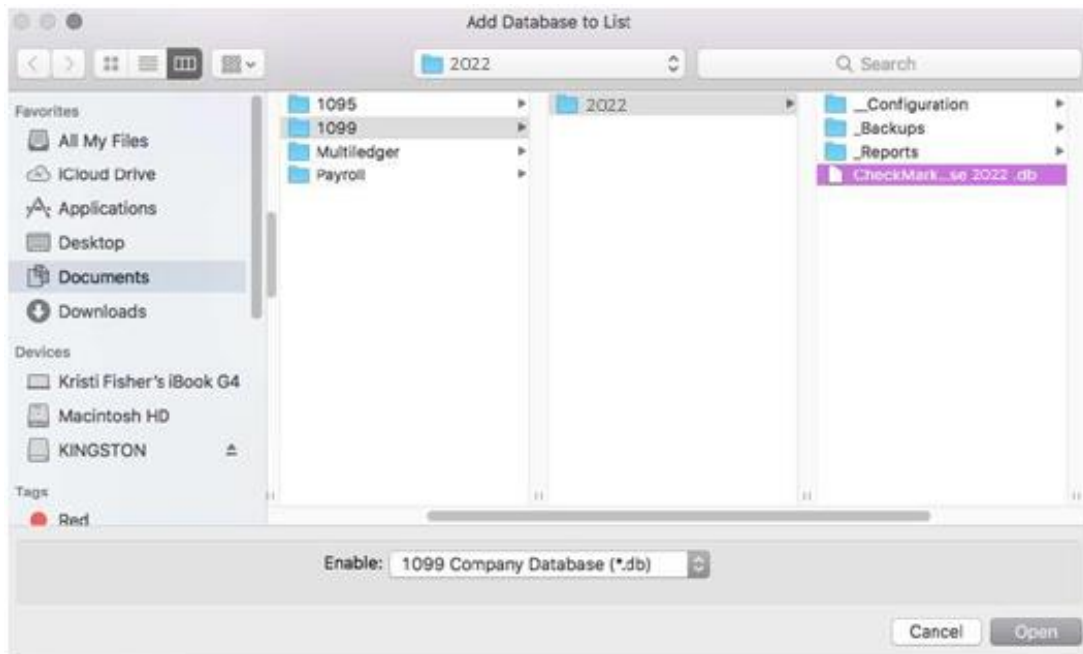 Add Database to List
2022
Search
Favorites
All My Files
iCloud Drive
Applications
Desktop
Documents
Downloads
Devices
Kristi Fisher's iBook G4
Macintosh HD
KINGSTON
Tags
Red
1095
1099
Multiledger
Payroll
2022
__Configuration
_Backups
_Reports
CheckMark...se 2022 .db
Enable: 1099 Company Database (*.db)
Cancel
Open